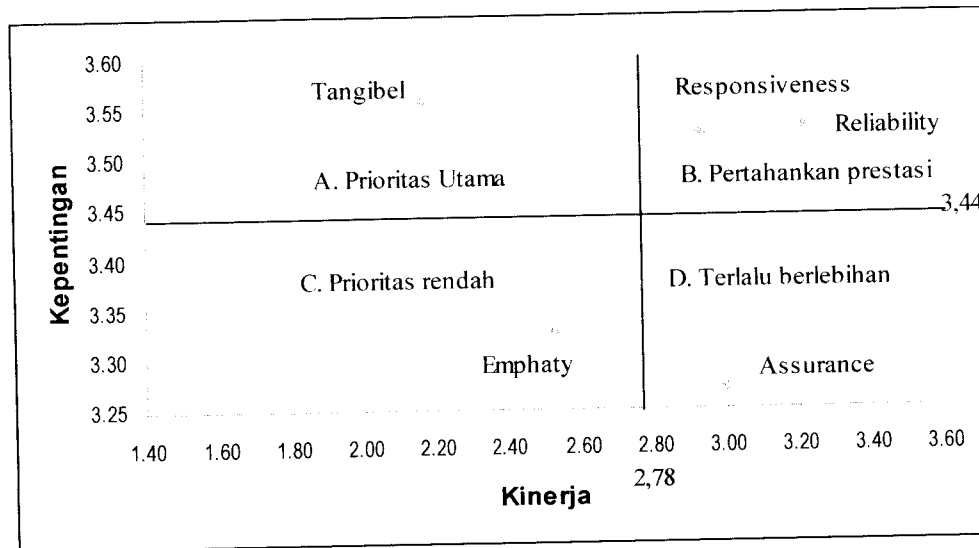 3.60
Tangibel
Responsiveness
3.55
Reliability
3.50
A. Prioritas Utama
B. Pertahankan prestasi
3.45
3,44
3.40
C. Prioritas rendah
D. Terlalu berlebihan
3.35
3.30
Emphaty
Assurance
3.25
1.40 1.60 1.80 2.00 2.20 2.40 2.60 2.80 3.00 3.20 3.40 3.60
2,78
Kinerja
Kepentingan